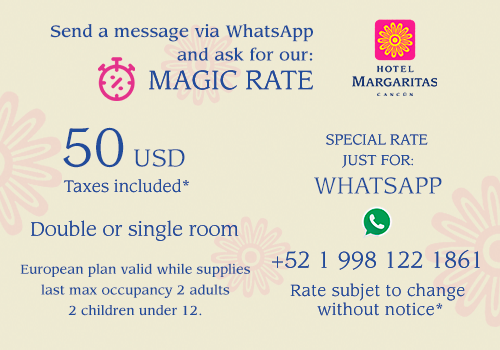 Send a message via WhatsApp
and ask for our:
MAGIC RATE
HOTEL
MARGARITAS
CANCÚN
50 USD
Taxes included*
Double or single room
European plan valid while supplies
last max occupancy 2 adults
2 children under 12.
SPECIAL RATE
JUST FOR:
WHATSAPP
+52 1 998 122 1861
Rate subjet to change
without notice*